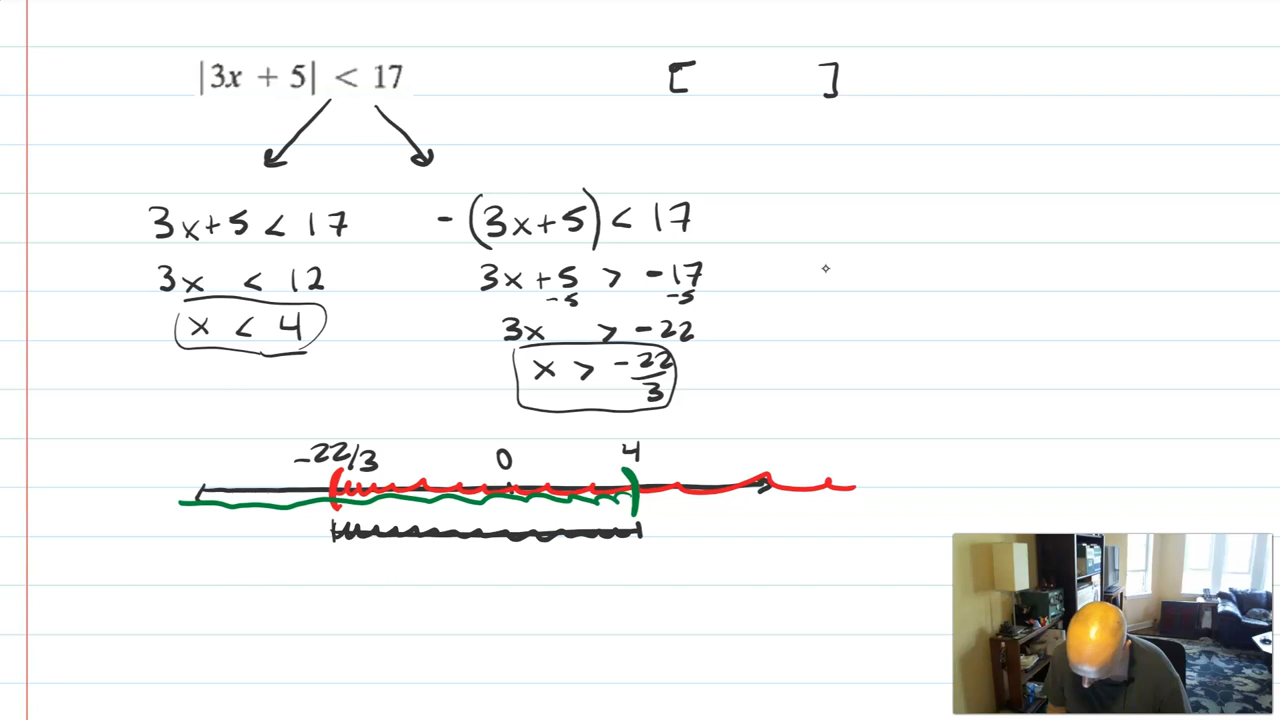 |3x + 5| < 17
[ ]
3x+5 < 17
3x < 12
x < 4
-(3x+5) < 17
3x + 5 > -17
-5 -5
3x > -22
x > -22/3
-22/3 0 4